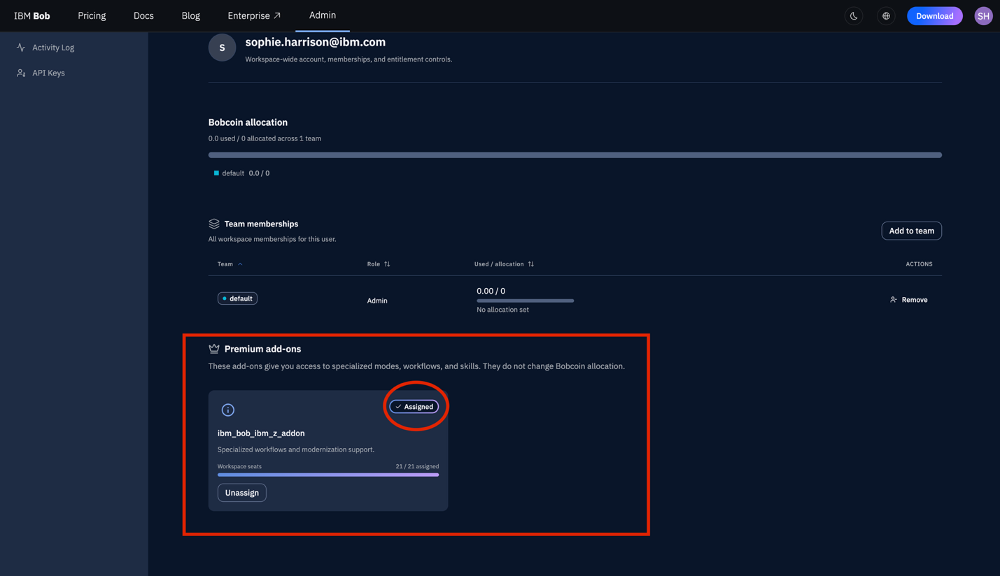 IBM Bob Pricing Docs Blog Enterprise ↗ Admin Download SH
Activity Log
API Keys
S
sophie.harrison@ibm.com
Workspace-wide account, memberships, and entitlement controls.
Bobcoin allocation
0.0 used / 0 allocated across 1 team
default 0.0 / 0
Team memberships
All workspace memberships for this user.
Add to team
Team Role Used / allocation ACTIONS
default Admin 0.00 / 0
No allocation set
Remove
Premium add-ons
These add-ons give you access to specialized modes, workflows, and skills. They do not change Bobcoin allocation.
Assigned
ibm_bob_ibm_z_addon
Specialized workflows and modernization support.
Workspace seats 21 / 21 assigned
Unassign